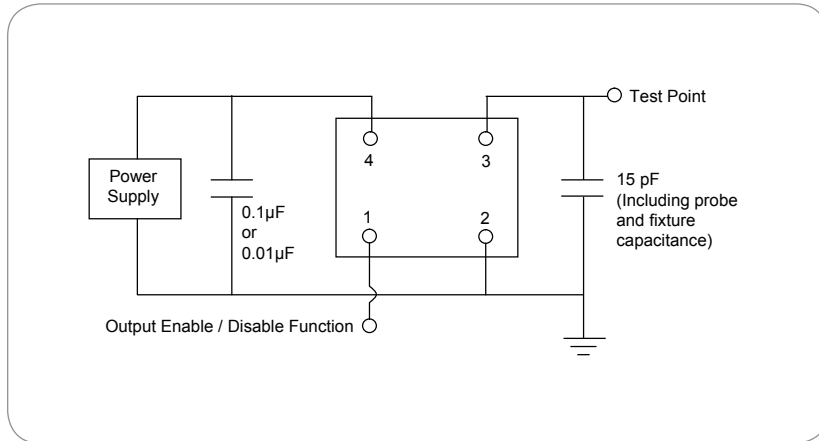 Test Point
4
3
Power
Supply
0.1µF
or
0.01µF
1
2
15 pF
(Including probe
and fixture
capacitance)
Output Enable / Disable Function